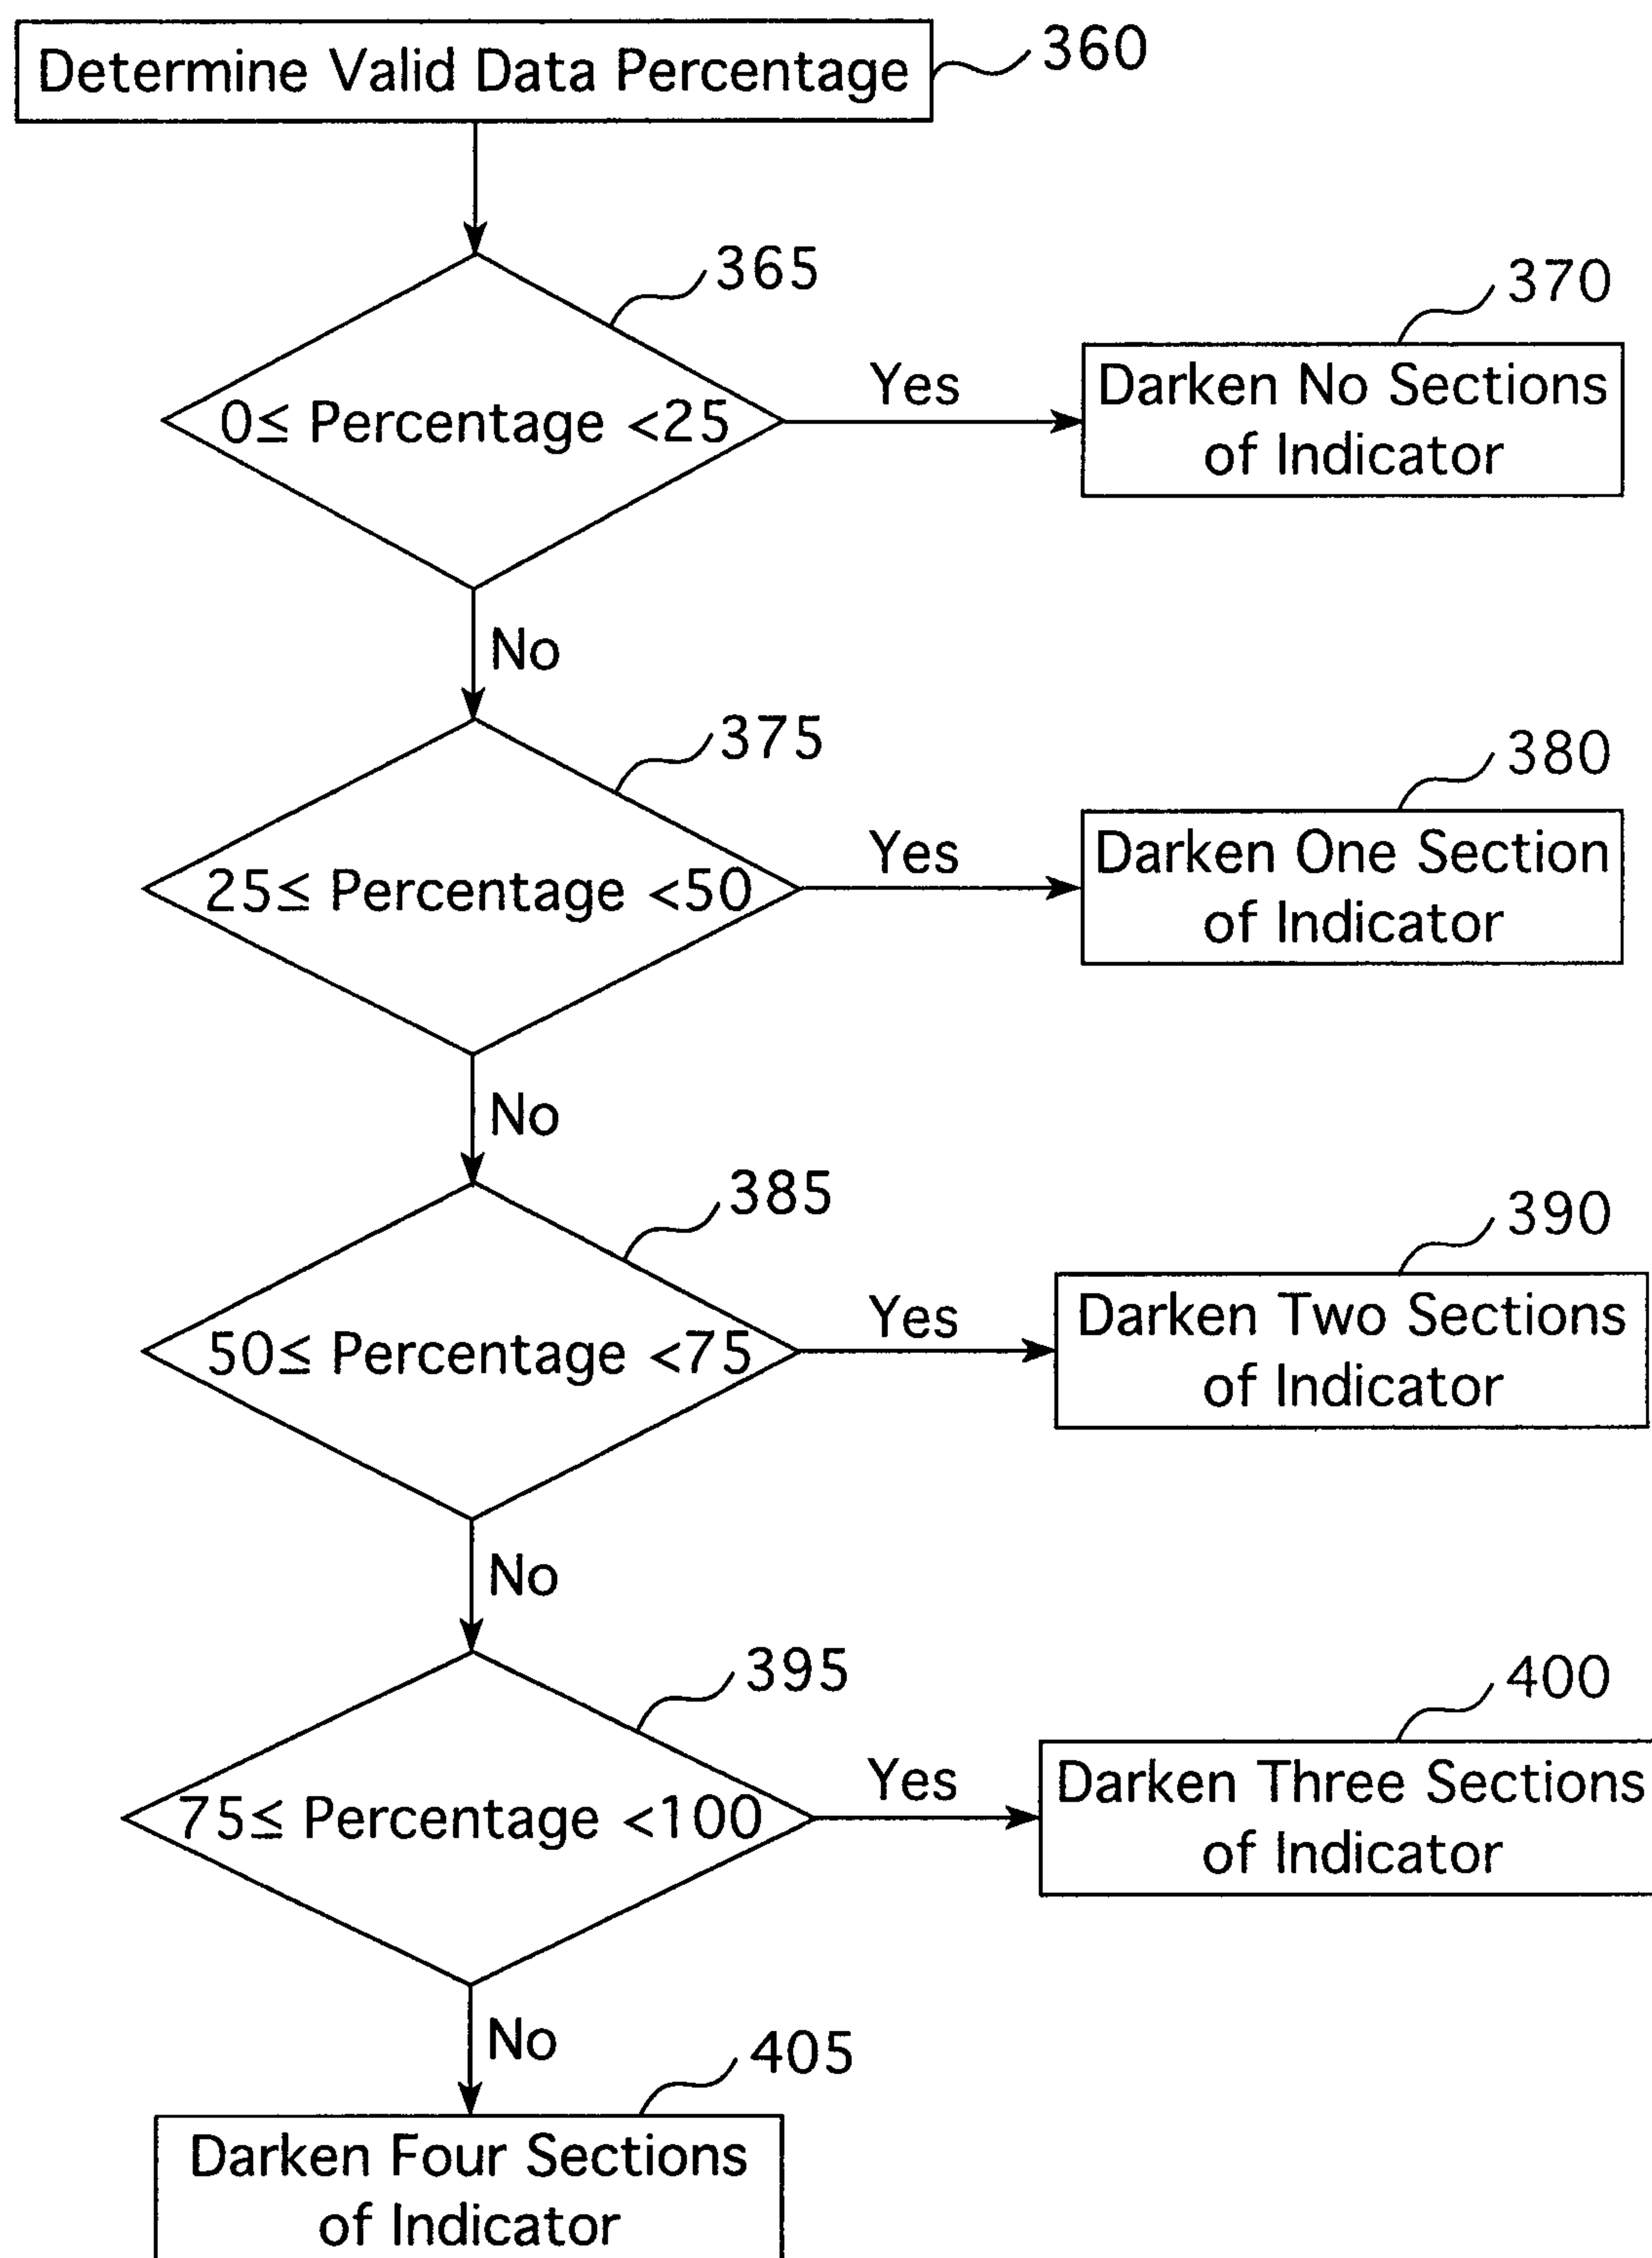 Determine Valid Data Percentage
360
365
0≤ Percentage <25
Yes
370
Darken No Sections
of Indicator
No
375
25≤ Percentage <50
Yes
380
Darken One Section
of Indicator
No
385
50≤ Percentage <75
Yes
390
Darken Two Sections
of Indicator
No
395
75≤ Percentage <100
Yes
400
Darken Three Sections
of Indicator
No
405
Darken Four Sections
of Indicator